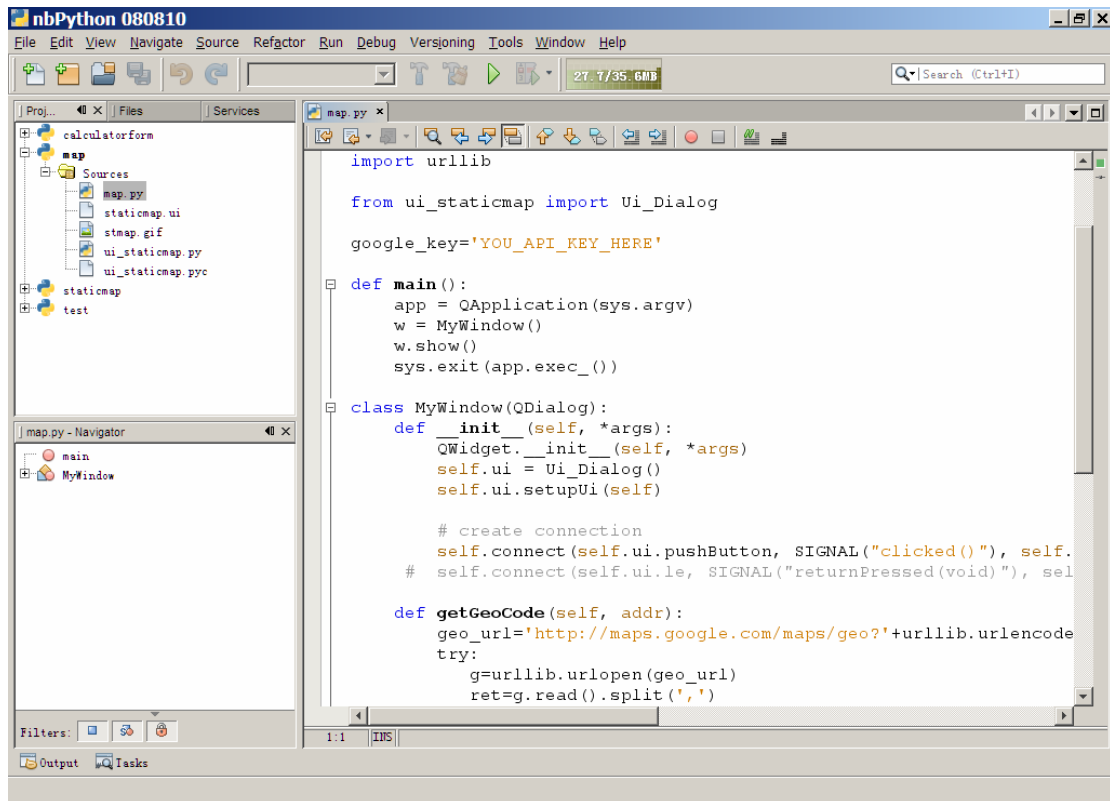 nbPython 080810
File Edit View Navigate Source Refactor Run Debug Versioning Tools Window Help
27.7/35.6MB
Search (Ctrl+I)
Proj... Files Services
calculatorform
map
Sources
map.py
staticmap.ui
stmap.gif
ui_staticmap.py
ui_staticmap.pyc
staticmap
test
map.py - Navigator
main
MyWindow
Filters:
map.py
import urllib
from ui_staticmap import Ui_Dialog
google_key='YOU_API_KEY_HERE'
def main():
app = QApplication(sys.argv)
w = MyWindow()
w.show()
sys.exit(app.exec_())
class MyWindow(QDialog):
def __init__(self, *args):
QWidget.__init__(self, *args)
self.ui = Ui_Dialog()
self.ui.setupUi(self)
# create connection
self.connect(self.ui.pushButton, SIGNAL("clicked()"), self.
# self.connect(self.ui.le, SIGNAL("returnPressed(void)"), sel
def getGeoCode(self, addr):
geo_url='http://maps.google.com/maps/geo?'+urllib.urlencode
try:
g=urllib.urlopen(geo_url)
ret=g.read().split(',')
1:1 INS
Output Tasks